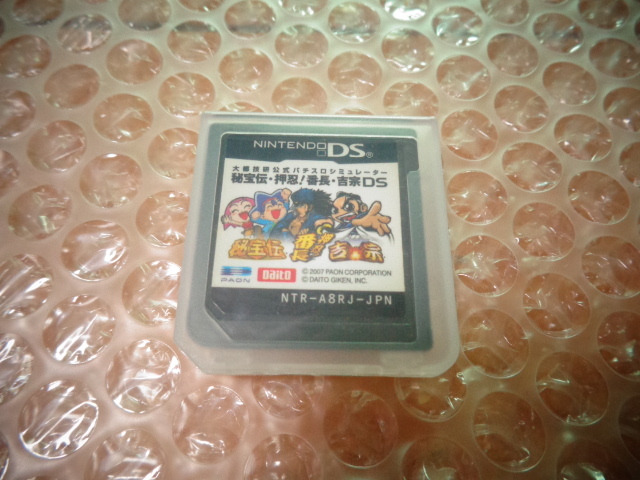 NINTENDO DS®
大都技研公式パチスロシミュレーター
秘宝伝・押忍!番長・吉宗DS
秘宝伝 押忍!番長 吉宗
PAON DAITO © 2007 PAON CORPORATION
© DAITO GIKEN, INC.
NTR-A8RJ-JPN